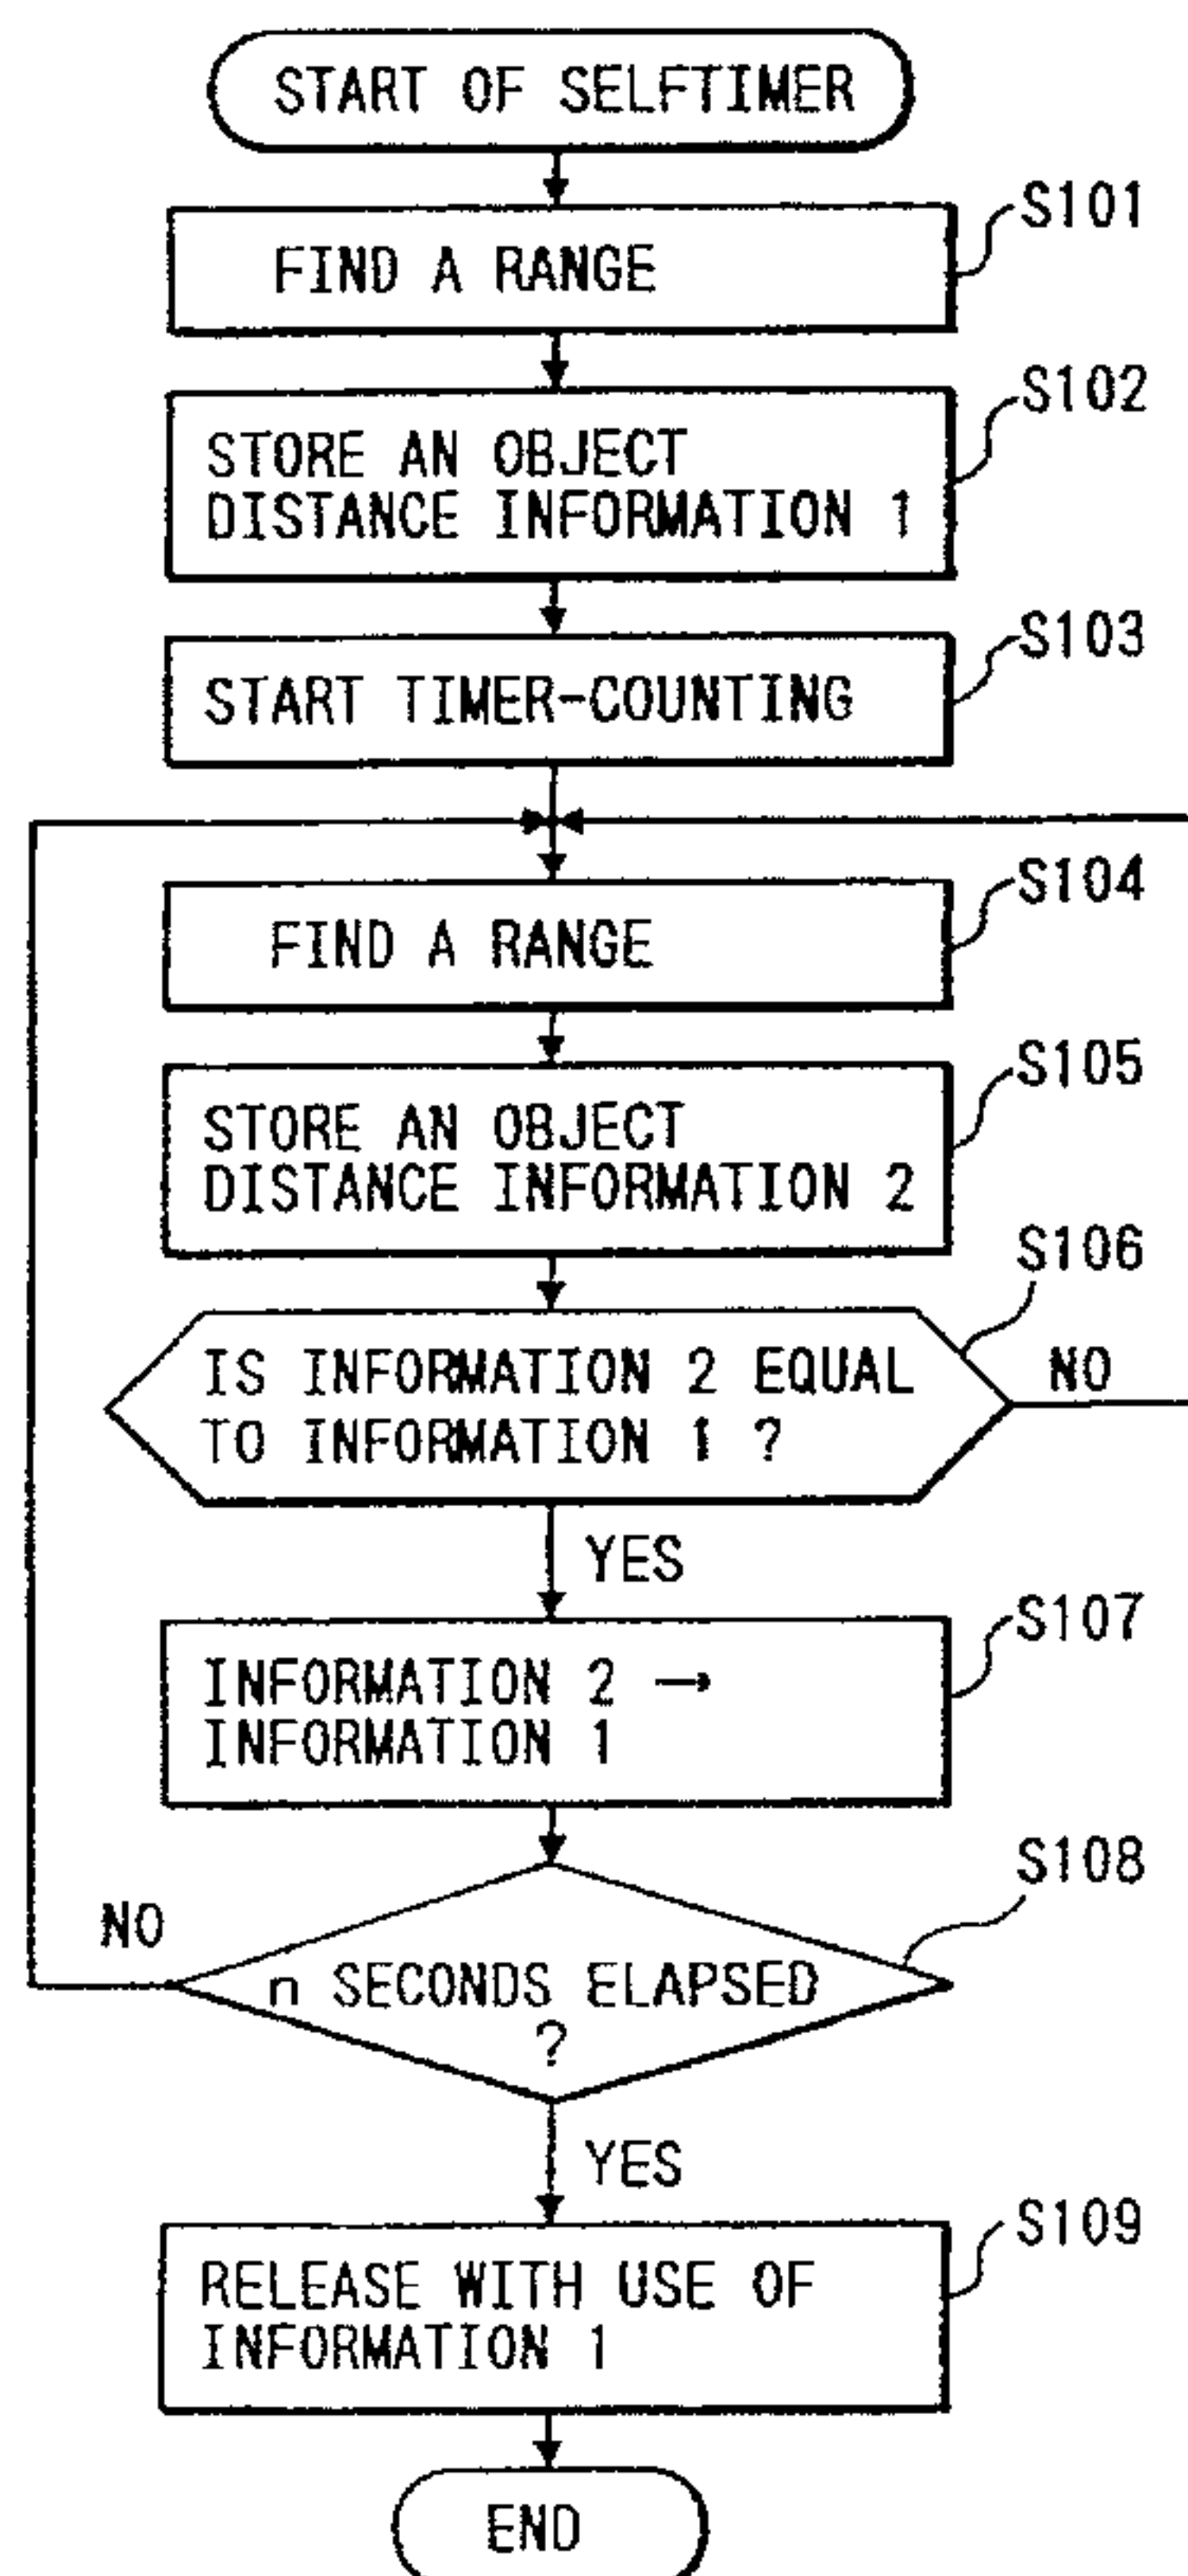 START OF SELFTIMER
S101
FIND A RANGE
S102
STORE AN OBJECT
DISTANCE INFORMATION 1
S103
START TIMER-COUNTING
S104
FIND A RANGE
S105
STORE AN OBJECT
DISTANCE INFORMATION 2
S106
IS INFORMATION 2 EQUAL
TO INFORMATION 1 ?
NO
YES
S107
INFORMATION 2 →
INFORMATION 1
S108
NO
n SECONDS ELAPSED
?
YES
S109
RELEASE WITH USE OF
INFORMATION 1
END